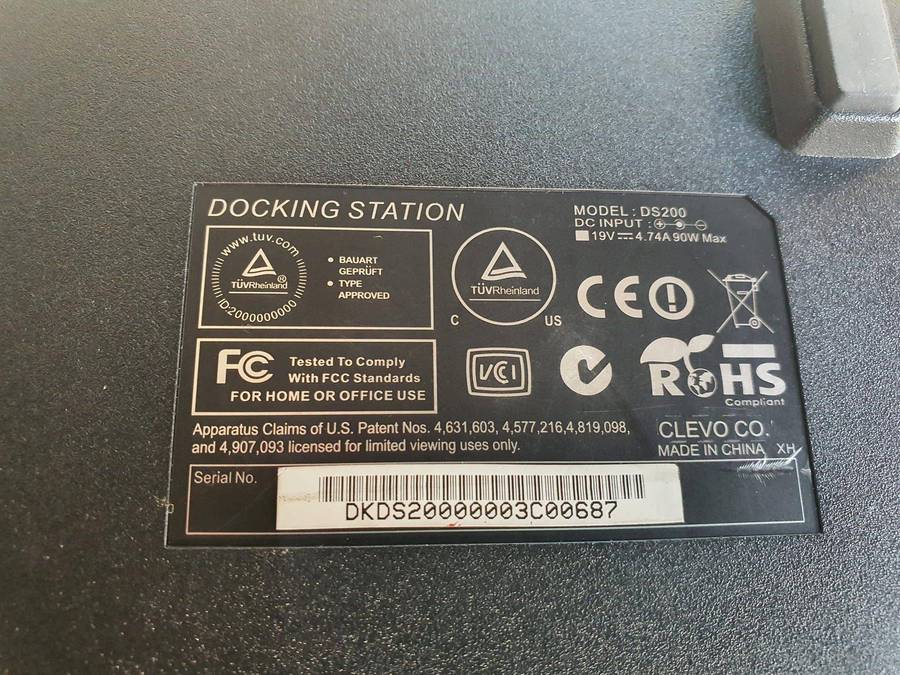 DOCKING STATION
MODEL : DS200
DC INPUT :
19V 4.74A 90W Max
www.tuv.com
TÜVRheinland®
ID:2000000000
• BAUART
GEPRÜFT
• TYPE
APPROVED
TÜVRheinland
C US
CE
FC Tested To Comply
With FCC Standards
FOR HOME OR OFFICE USE
VCI
RoHS
Compliant
Apparatus Claims of U.S. Patent Nos. 4,631,603, 4,577,216,4,819,098,
and 4,907,093 licensed for limited viewing uses only.
CLEVO CO.
MADE IN CHINA XH
Serial No.
DKDS20000003C00687